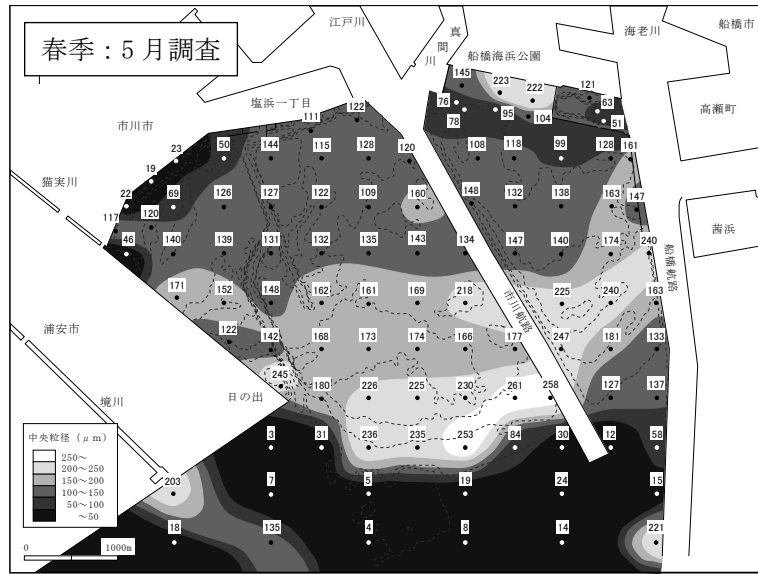 春季：5月調査
江戸川
真間川
船橋海浜公園
海老川
船橋市
高瀬町
塩浜一丁目
市川市
猫実川
茜浜
船橋航路
市川航路
浦安市
境川
日の出
145 223 222 121
76 63
78 95 104 51
111 122
23 50 144 115 128 120 108 118 99 128 161
19
22 69 126 127 122 109 160 148 132 138 163 147
117 120
46 140 139 131 132 135 143 134 147 140 174 240
171 152 148 162 161 169 218 225 240 163
122 142 168 173 174 166 177 247 181 133
245 180 226 225 230 261 258 127 137
3 31 236 235 253 84 30 12 58
203 7 5 19 24 15
18 135 4 8 14 221
中央粒径（μm）
250～
200～250
150～200
100～150
50～100
～50
0 1000m